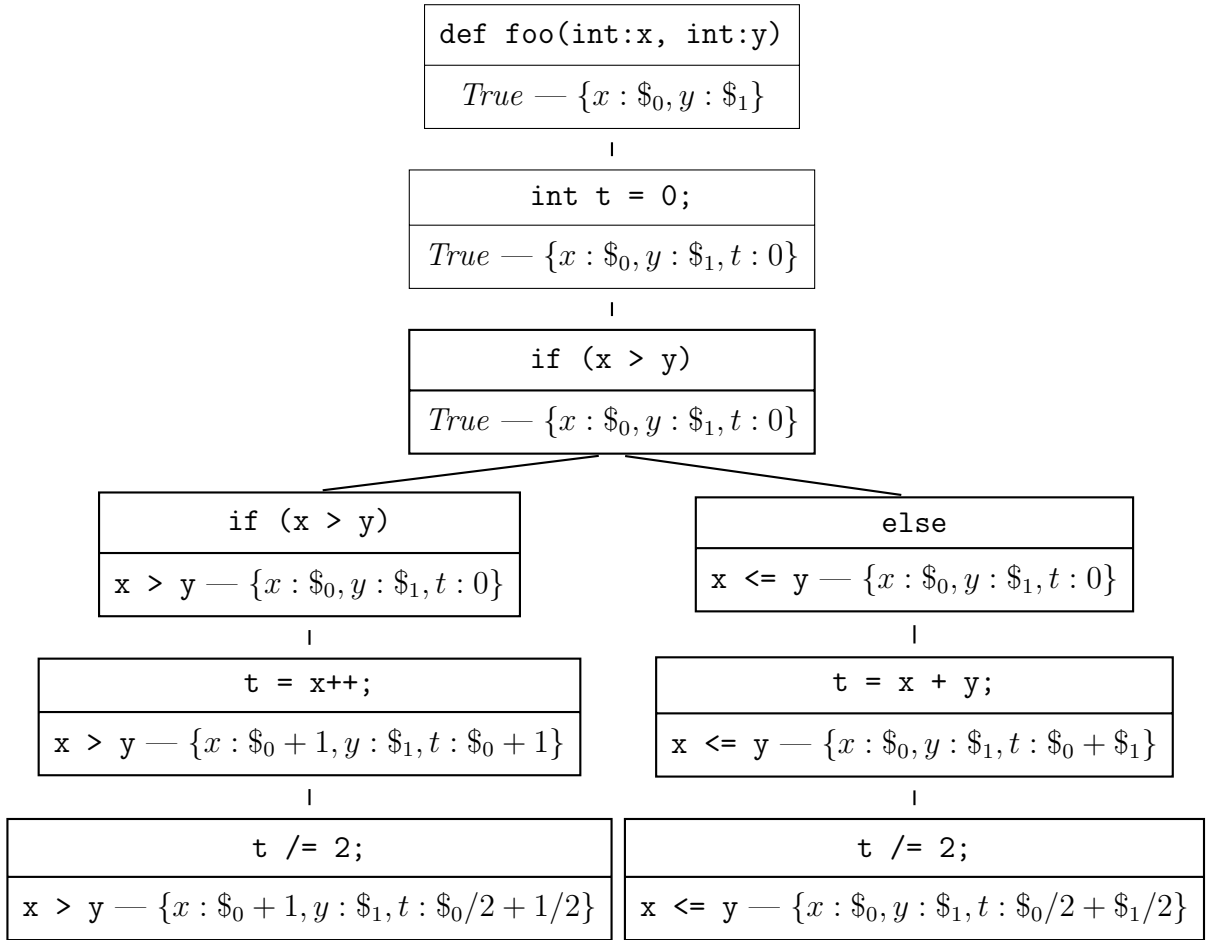 def foo(int:x, int:y)
True — {x : $₀, y : $₁}
int t = 0;
True — {x : $₀, y : $₁, t : 0}
if (x > y)
True — {x : $₀, y : $₁, t : 0}
if (x > y)
x > y — {x : $₀, y : $₁, t : 0}
else
x <= y — {x : $₀, y : $₁, t : 0}
t = x++;
x > y — {x : $₀ + 1, y : $₁, t : $₀ + 1}
t = x + y;
x <= y — {x : $₀, y : $₁, t : $₀ + $₁}
t /= 2;
x > y — {x : $₀ + 1, y : $₁, t : $₀/2 + 1/2}
t /= 2;
x <= y — {x : $₀, y : $₁, t : $₀/2 + $₁/2}